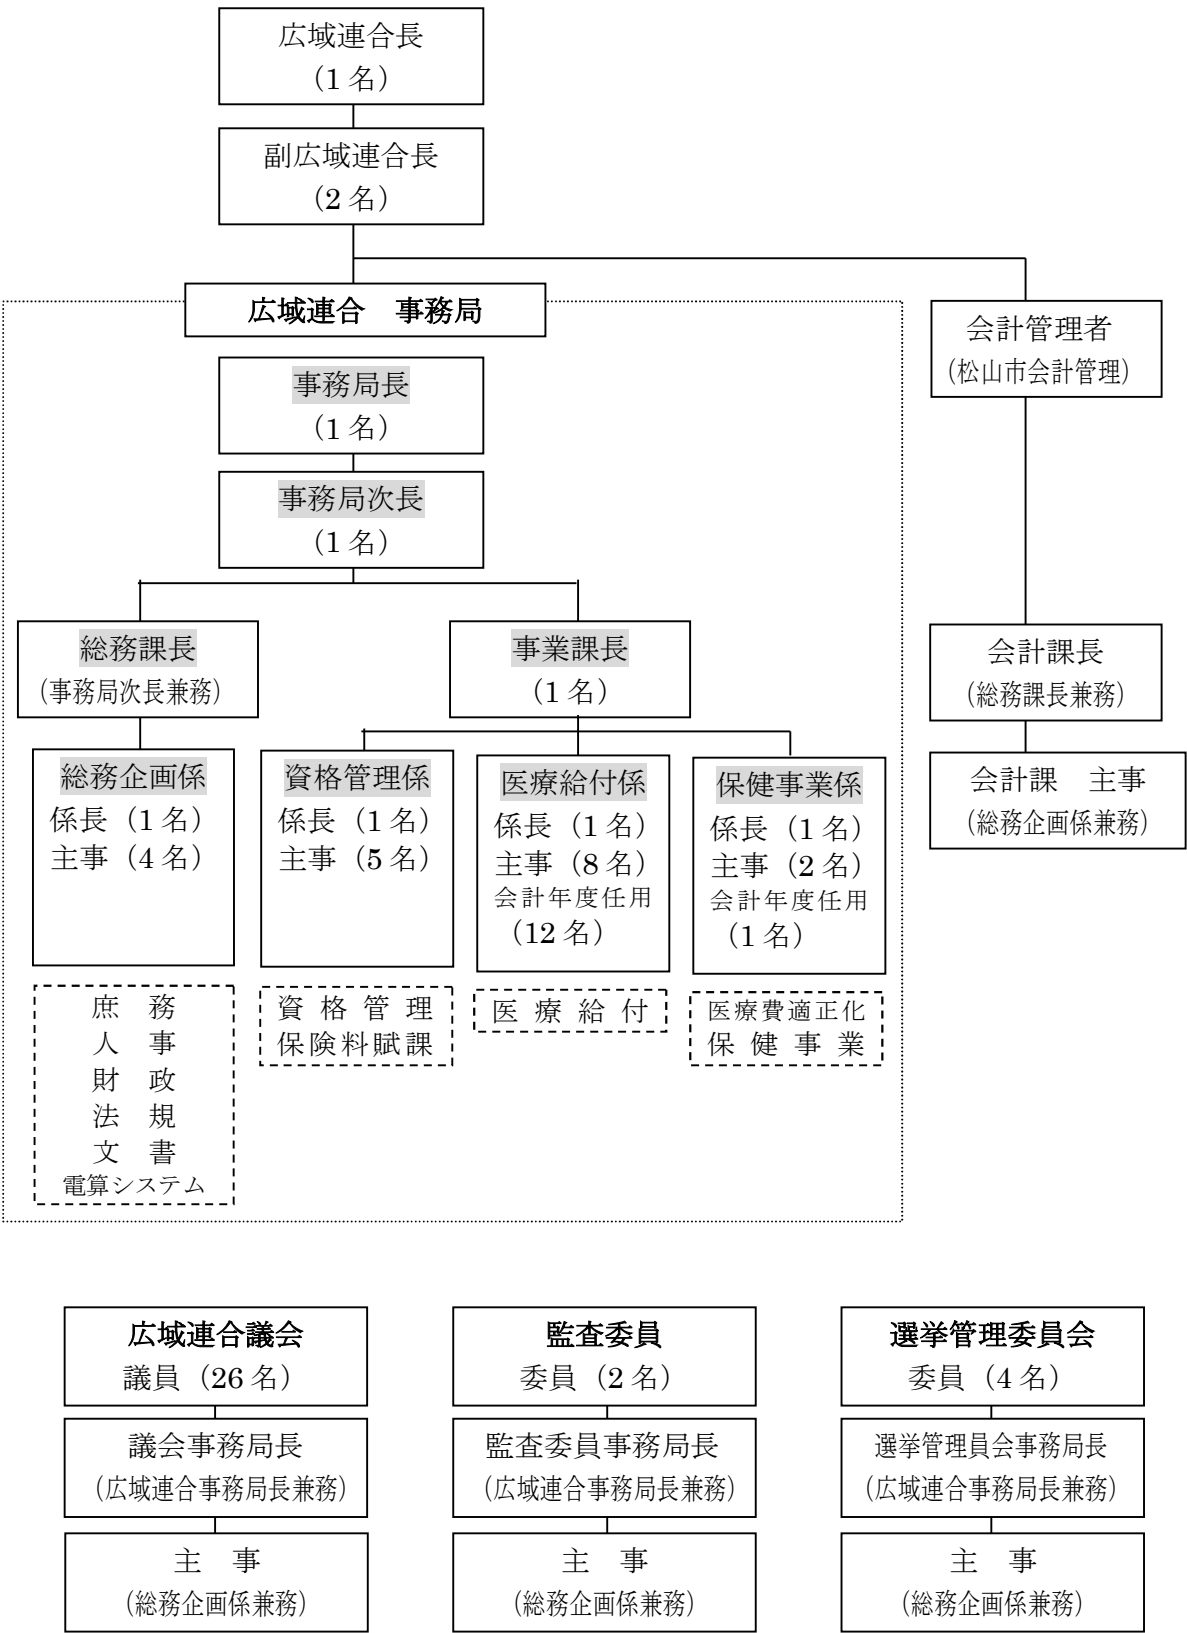 広域連合長
（1 名）
副広域連合長
（2 名）
広域連合　事務局
事務局長
（1 名）
事務局次長
（1 名）
総務課長
（事務局次長兼務）
総務企画係
係長（1 名）
主事（4 名）
庶　務
人　事
財　政
法　規
文　書
電算システム
事業課長
（1 名）
資格管理係
係長（1 名）
主事（5 名）
資 格 管 理
保険料賦課
医療給付係
係長（1 名）
主事（8 名）
会計年度任用
（12 名）
医 療 給 付
保健事業係
係長（1 名）
主事（2 名）
会計年度任用
（1 名）
医療費適正化
保 健 事 業
会計管理者
（松山市会計管理）
会計課長
（総務課長兼務）
会計課　主事
（総務企画係兼務）
広域連合議会
議員（26 名）
議会事務局長
（広域連合事務局長兼務）
主　事
（総務企画係兼務）
監査委員
委員（2 名）
監査委員事務局長
（広域連合事務局長兼務）
主　事
（総務企画係兼務）
選挙管理委員会
委員（4 名）
選挙管理員会事務局長
（広域連合事務局長兼務）
主　事
（総務企画係兼務）